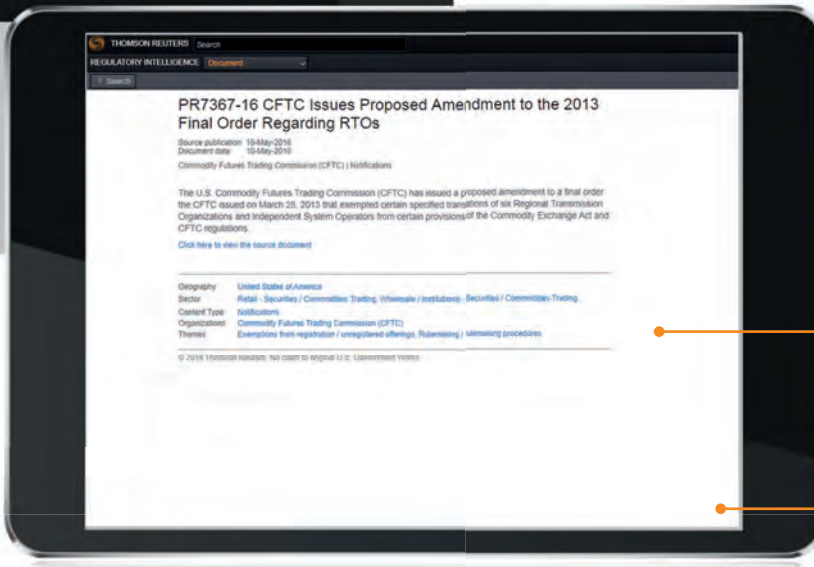 THOMSON REUTERS Search
REGULATORY INTELLIGENCE Document
< Search
PR7367-16 CFTC Issues Proposed Amendment to the 2013
Final Order Regarding RTOs
Source publication 10-May-2016
Document date 10-May-2016
Commodity Futures Trading Commission (CFTC) | Notifications
The U.S. Commodity Futures Trading Commission (CFTC) has issued a proposed amendment to a final order
the CFTC issued on March 28, 2013 that exempted certain specified transitions of six Regional Transmission
Organizations and Independent System Operators from certain provisions of the Commodity Exchange Act and
CFTC regulations.
Click here to view the source document
Geography United States of America
Sector Retail - Securities / Commodities Trading, Wholesale / Institutional - Securities / Commodities Trading
Content Type Notifications
Organizations Commodity Futures Trading Commission (CFTC)
Themes Exemptions from registration / unregistered offerings, Rulemaking / rulemaking procedures
© 2016 Thomson Reuters. No claim to original U.S. Government Works.